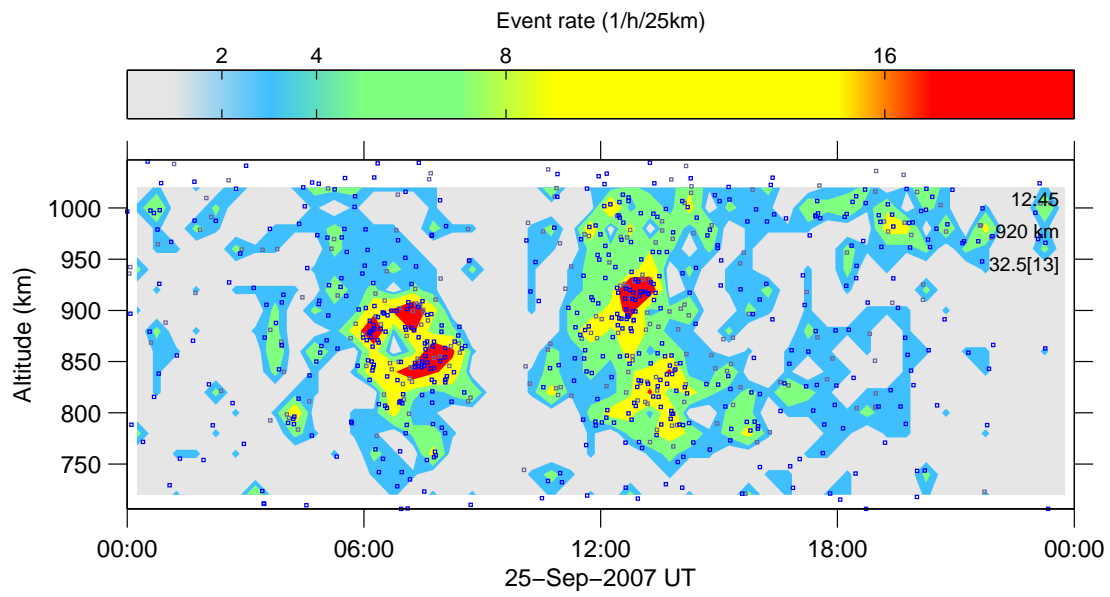 Event rate (1/h/25km)
2 4 8 16
1000
950
900
850
800
750
Altitude (km)
12:45
920 km
32.5[13]
00:00 06:00 12:00 18:00 00:00
25−Sep−2007 UT